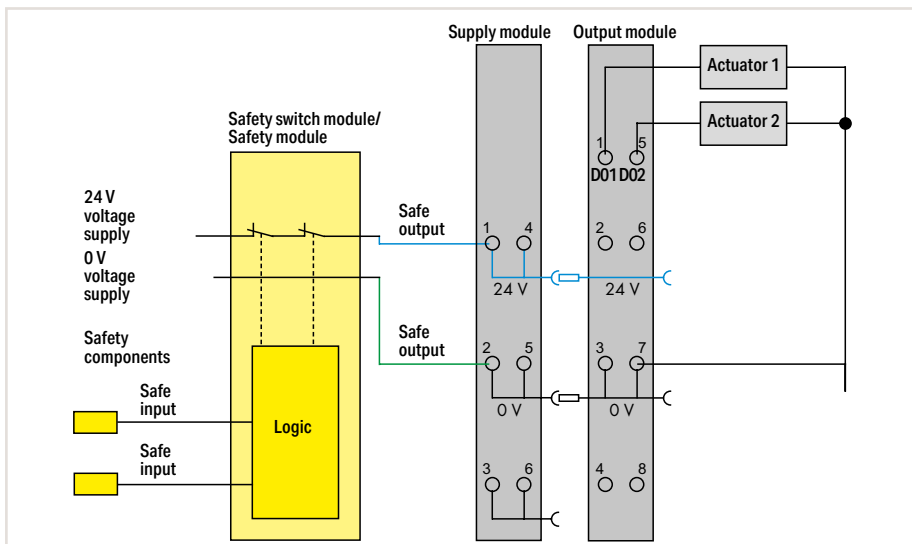 Supply module
Output module
Actuator 1
Actuator 2
Safety switch module/
Safety module
1
5
D01 D02
24 V
voltage
supply
0 V
voltage
supply
Safe
output
1
4
2
6
24 V
24 V
Safety
components
Safe
output
2
5
3
7
0 V
0 V
Safe
input
Logic
Safe
input
3
6
4
8